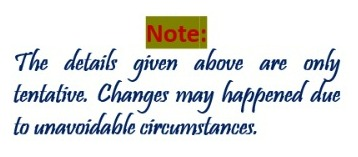 Note:
The details given above are only
tentative. Changes may happened due
to unavoidable circumstances.